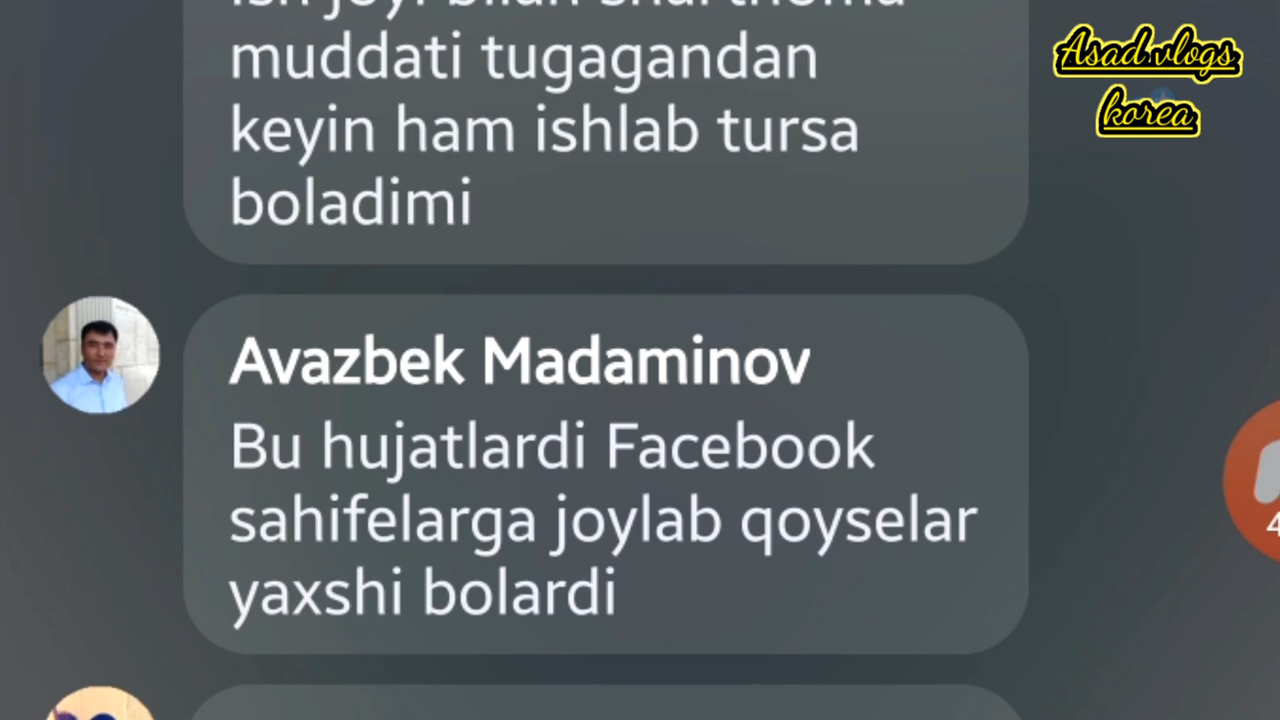 muddati tugagandan
keyin ham ishlab tursa
boladimi
Avazbek Madaminov
Bu hujatlardi Facebook
sahifelarga joylab qoyselar
yaxshi bolardi
Asad vlogs
korea